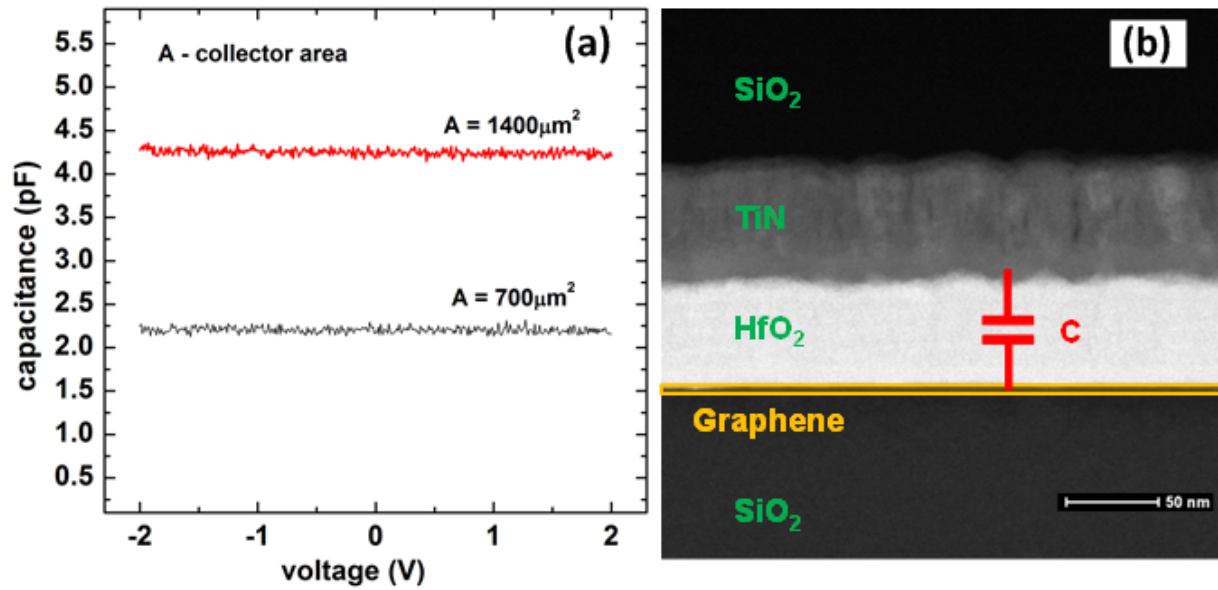 (a)
A - collector area
A = 1400μm²
A = 700μm²
5.5
5.0
4.5
4.0
3.5
3.0
2.5
2.0
1.5
1.0
0.5
capacitance (pF)
-2 -1 0 1 2
voltage (V)
(b)
SiO₂
TiN
HfO₂
C
Graphene
SiO₂
50 nm